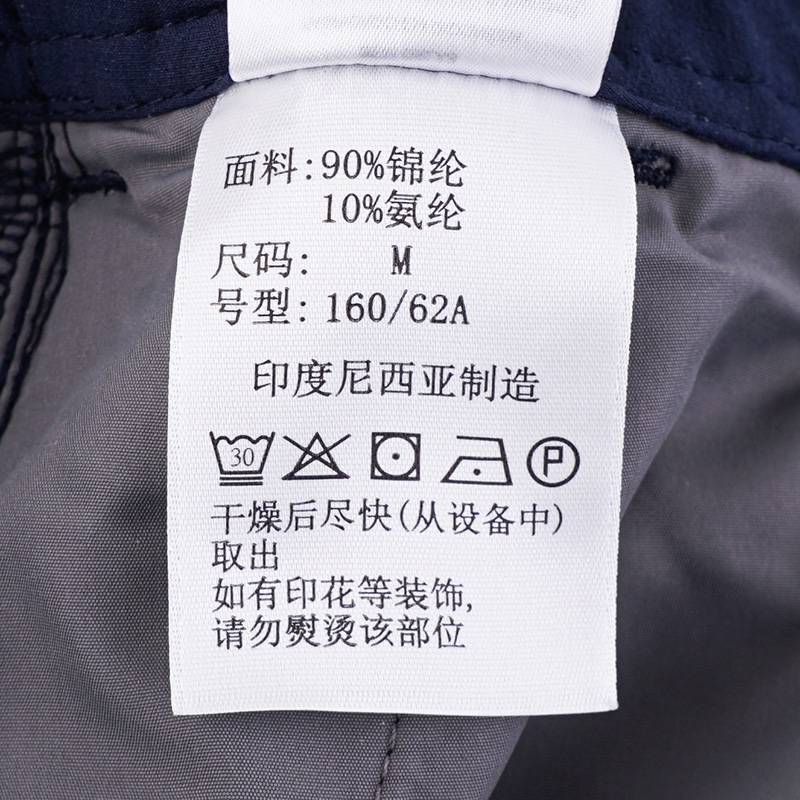 面料:90%锦纶
10%氨纶
尺码: M
号型: 160/62A
印度尼西亚制造
30 P
干燥后尽快(从设备中)
取出
如有印花等装饰,
请勿熨烫该部位